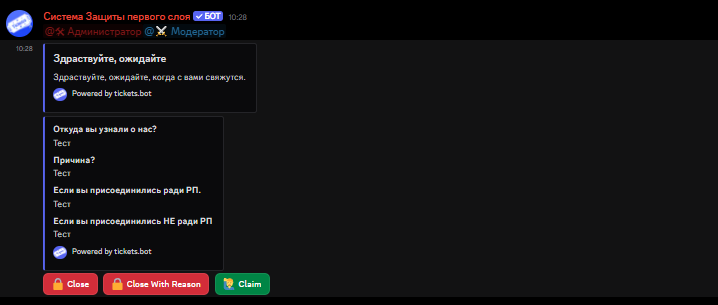 Система Защиты первого слоя ✓ БОТ 10:28
@🛠 Администратор @⚔ Модератор
10:28
Здраствуйте, ожидайте
Здраствуйте, ожидайте, когда с вами свяжутся.
Powered by tickets.bot
Откуда вы узнали о нас?
Тест
Причина?
Тест
Если вы присоединились ради РП.
Тест
Если вы присоединились НЕ ради РП
Тест
Powered by tickets.bot
🔒 Close 🔒 Close With Reason 🙋‍♂️ Claim